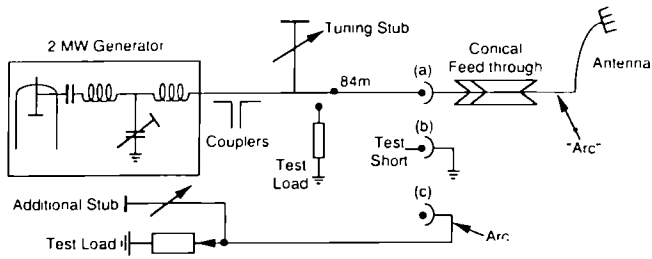 2 MW Generator
Tuning Stub
84m
(a)
Conical
Feed through
Antenna
"Arc"
Couplers
Test
Load
(b)
Test
Short
(c)
Arc
Additional Stub
Test Load